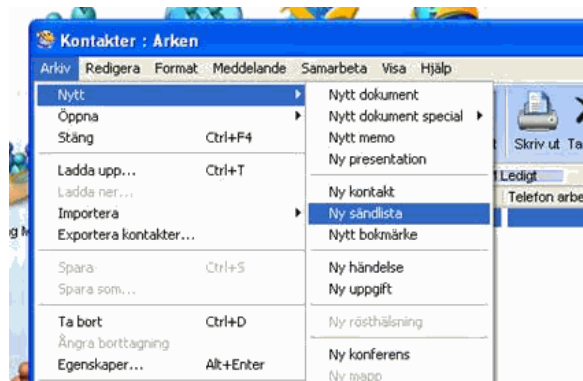 Kontakter : Arken
Arkiv Redigera Format Meddelande Samarbeta Visa Hjälp
Nytt
Öppna
Stäng Ctrl+F4
Ladda upp... Ctrl+T
Ladda ner...
Importera
Exportera kontakter...
Spara Ctrl+S
Spara som...
Ta bort Ctrl+D
Ångra borttagning
Egenskaper... Alt+Enter
Nytt dokument
Nytt dokument special
Nytt memo
Ny presentation
Ny kontakt
Ny sändlista
Nytt bokmärke
Ny händelse
Ny uppgift
Ny rösthälsning
Ny konferens
Ny mapp
Skriv ut Ta
Ledigt
Telefon arbe